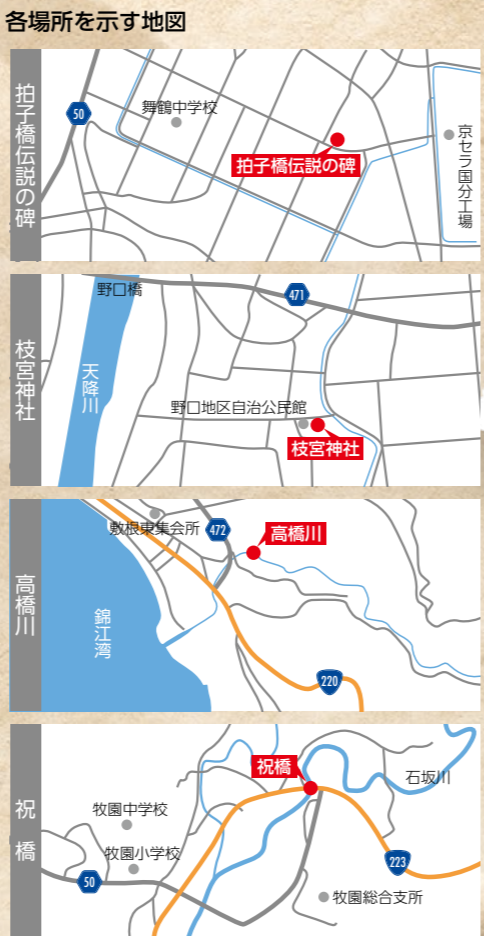 各場所を示す地図
拍子橋伝説の碑
50
舞鶴中学校
拍子橋伝説の碑
京セラ国分工場
枝宮神社
野口橋
471
天降川
野口地区自治公民館
枝宮神社
高橋川
敷根東集会所
472
高橋川
錦江湾
220
祝橋
祝橋
石坂川
牧園中学校
牧園小学校
50
223
牧園総合支所